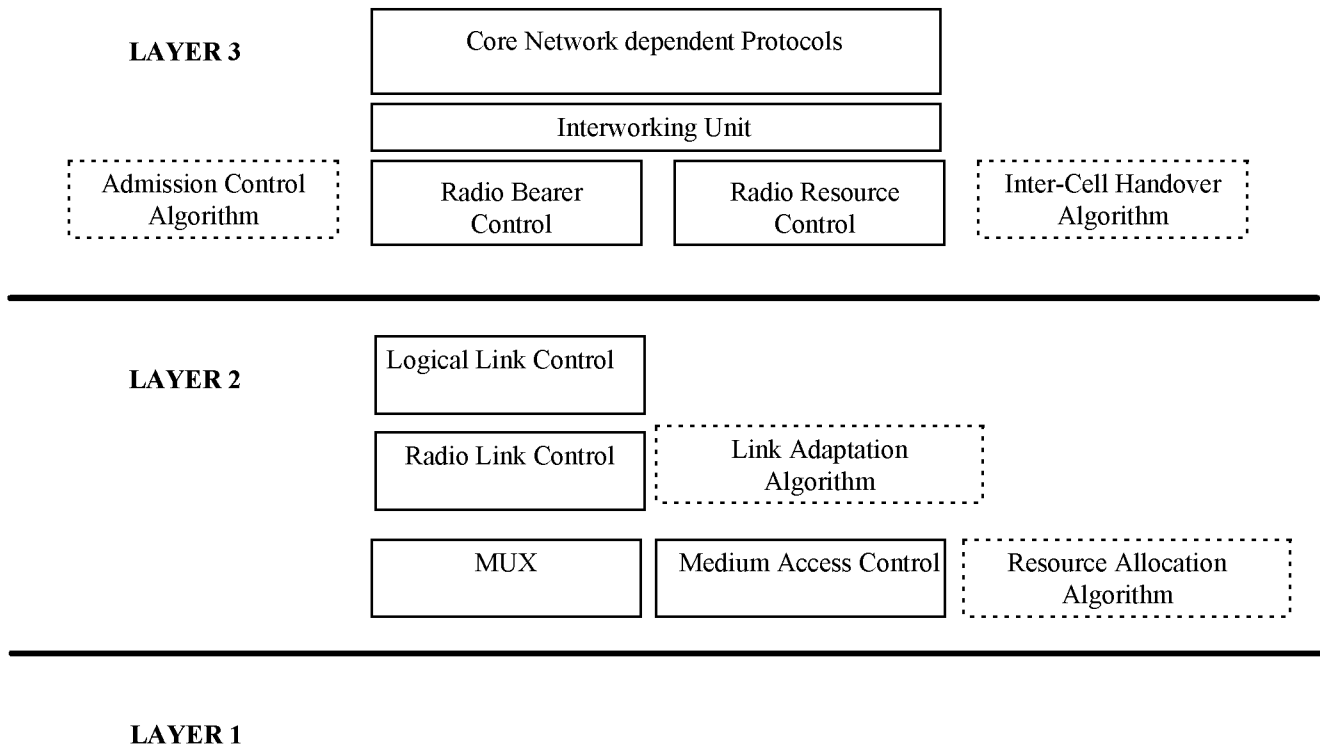 LAYER 3
Core Network dependent Protocols
Interworking Unit
Admission Control
Algorithm
Radio Bearer
Control
Radio Resource
Control
Inter-Cell Handover
Algorithm
LAYER 2
Logical Link Control
Radio Link Control
Link Adaptation
Algorithm
MUX
Medium Access Control
Resource Allocation
Algorithm
LAYER 1